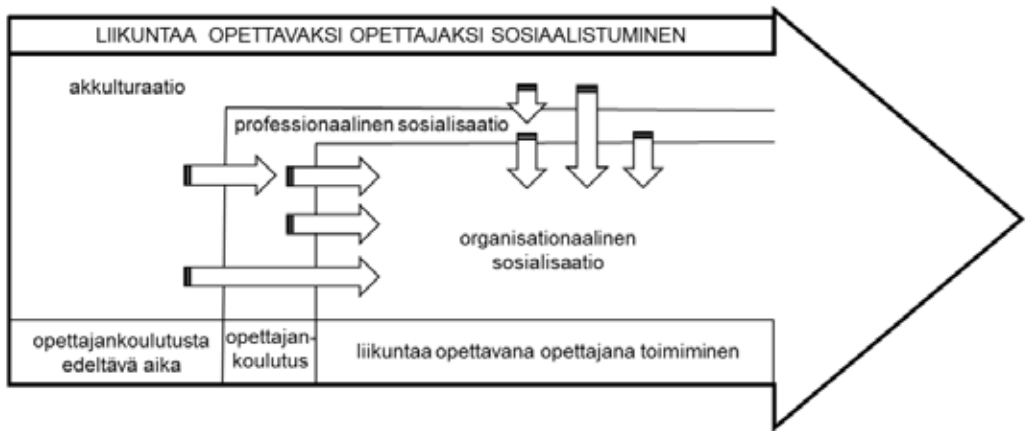 LIIKUNTAA OPETTAVAKSI OPETTAJAKSI SOSIAALISTUMINEN
akkulturaatio
professionaalinen sosialisaatio
organisationaalinen
sosialisaatio
opettajankoulutusta
edeltävä aika
opettajan-
koulutus
liikuntaa opettavana opettajana toimiminen